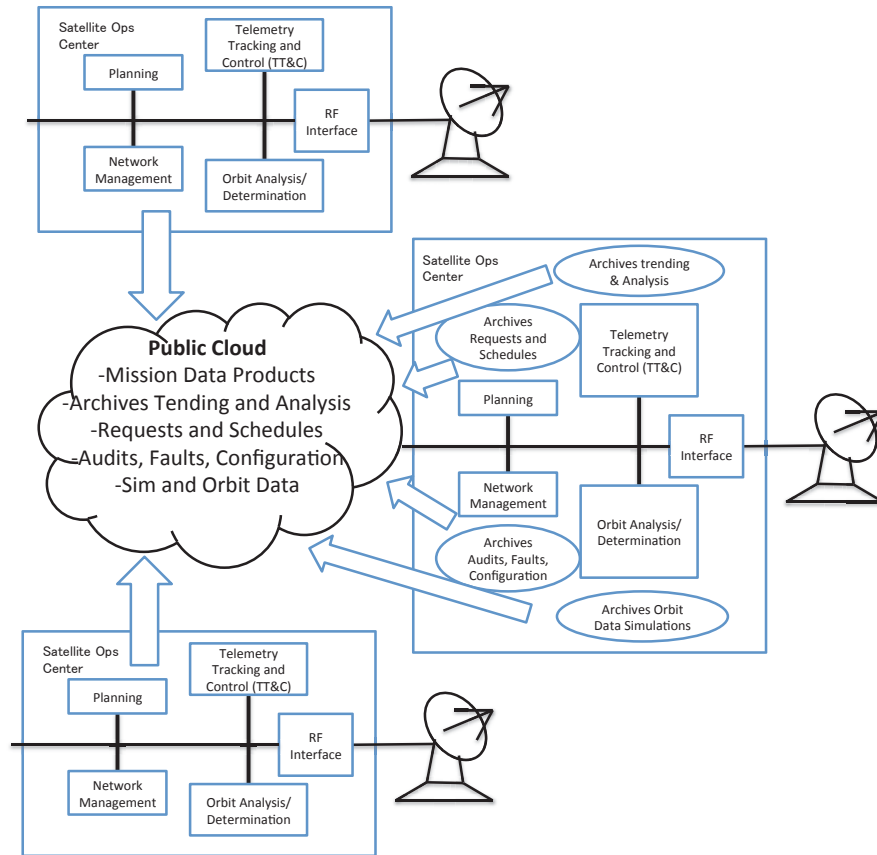 Satellite Ops
Center
Telemetry
Tracking and
Control (TT&C)
Planning
RF
Interface
Network
Management
Orbit Analysis/
Determination
Satellite Ops
Center
Archives trending
& Analysis
Archives
Requests and
Schedules
Telemetry
Tracking and
Control (TT&C)
Planning
RF
Interface
Network
Management
Orbit Analysis/
Determination
Archives
Audits, Faults,
Configuration
Archives Orbit
Data Simulations
Public Cloud
-Mission Data Products
-Archives Tending and Analysis
-Requests and Schedules
-Audits, Faults, Configuration
-Sim and Orbit Data
Satellite Ops
Center
Telemetry
Tracking and
Control (TT&C)
Planning
RF
Interface
Network
Management
Orbit Analysis/
Determination